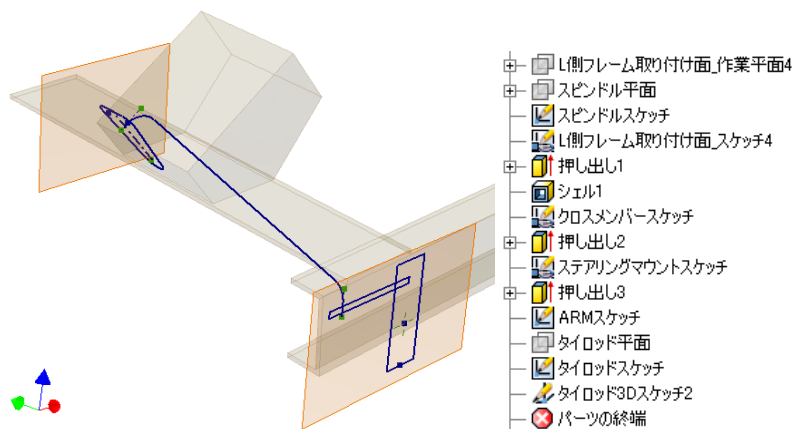 L側フレーム取り付け面_作業平面4
スピンドル平面
スピンドルスケッチ
L側フレーム取り付け面_スケッチ4
押し出し1
シェル1
クロスメンバースケッチ
押し出し2
ステアリングマウントスケッチ
押し出し3
ARMスケッチ
タイロッド平面
タイロッドスケッチ
タイロッド3Dスケッチ2
パーツの終端